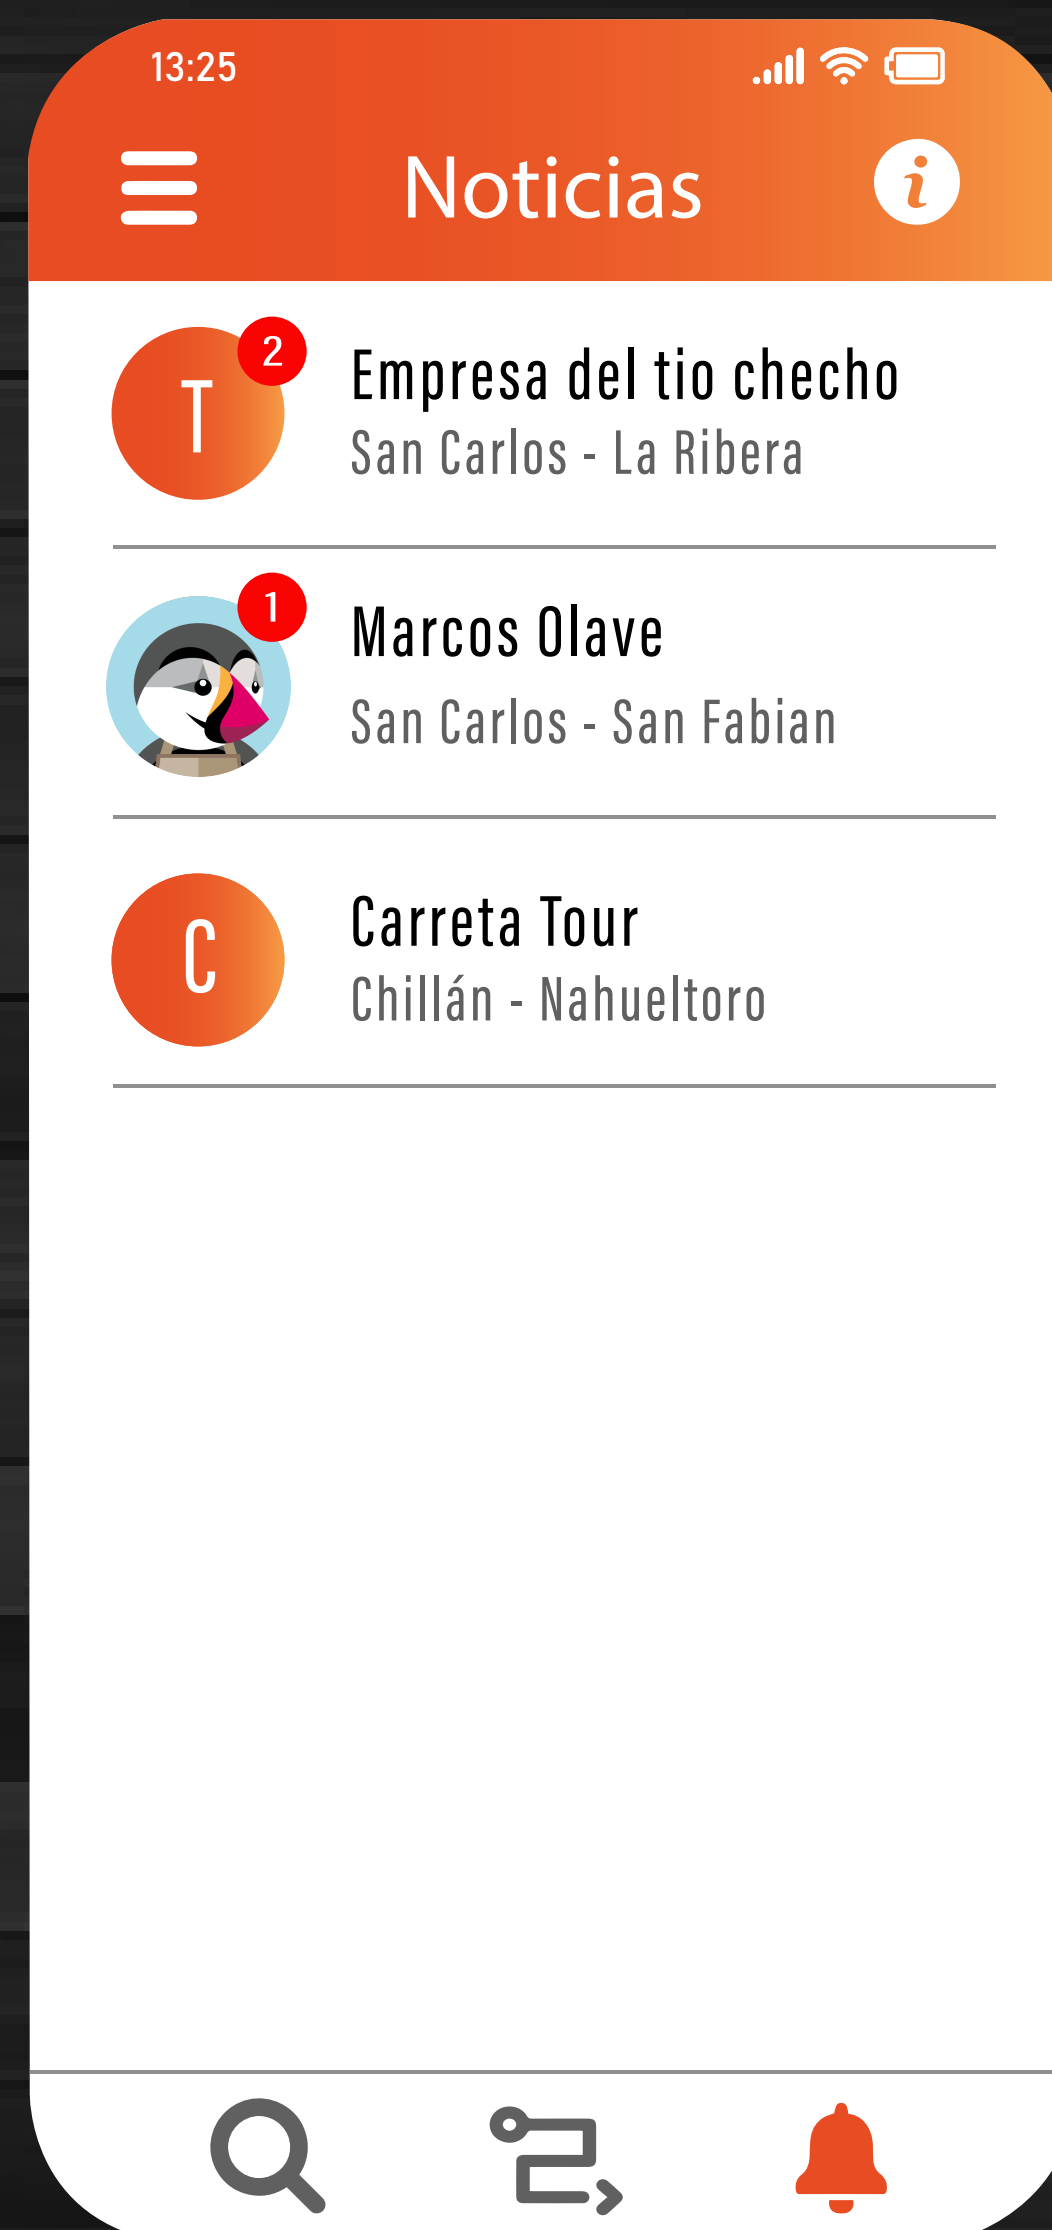 13:25
Noticias
i
2
T
Empresa del tio checho
San Carlos - La Ribera
1
Marcos Olave
San Carlos - San Fabian
C
Carreta Tour
Chillán - Nahueltoro